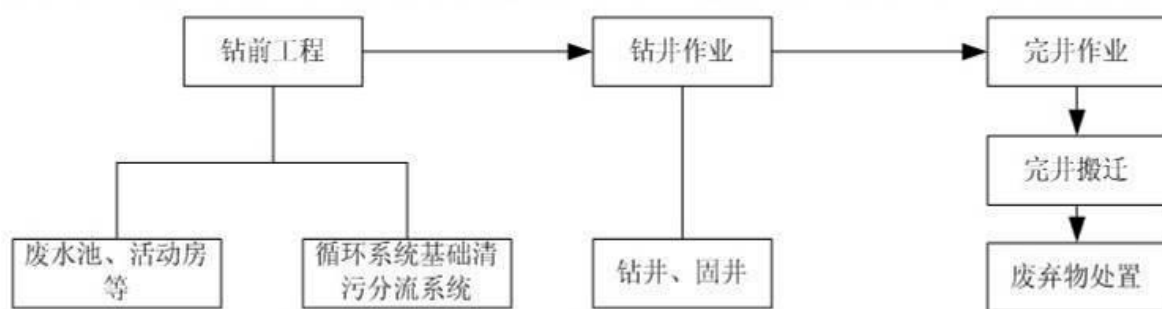 钻前工程
钻井作业
完井作业
完井搬迁
废水池、活动房
等
循环系统基础清
污分流系统
钻井、固井
废弃物处置